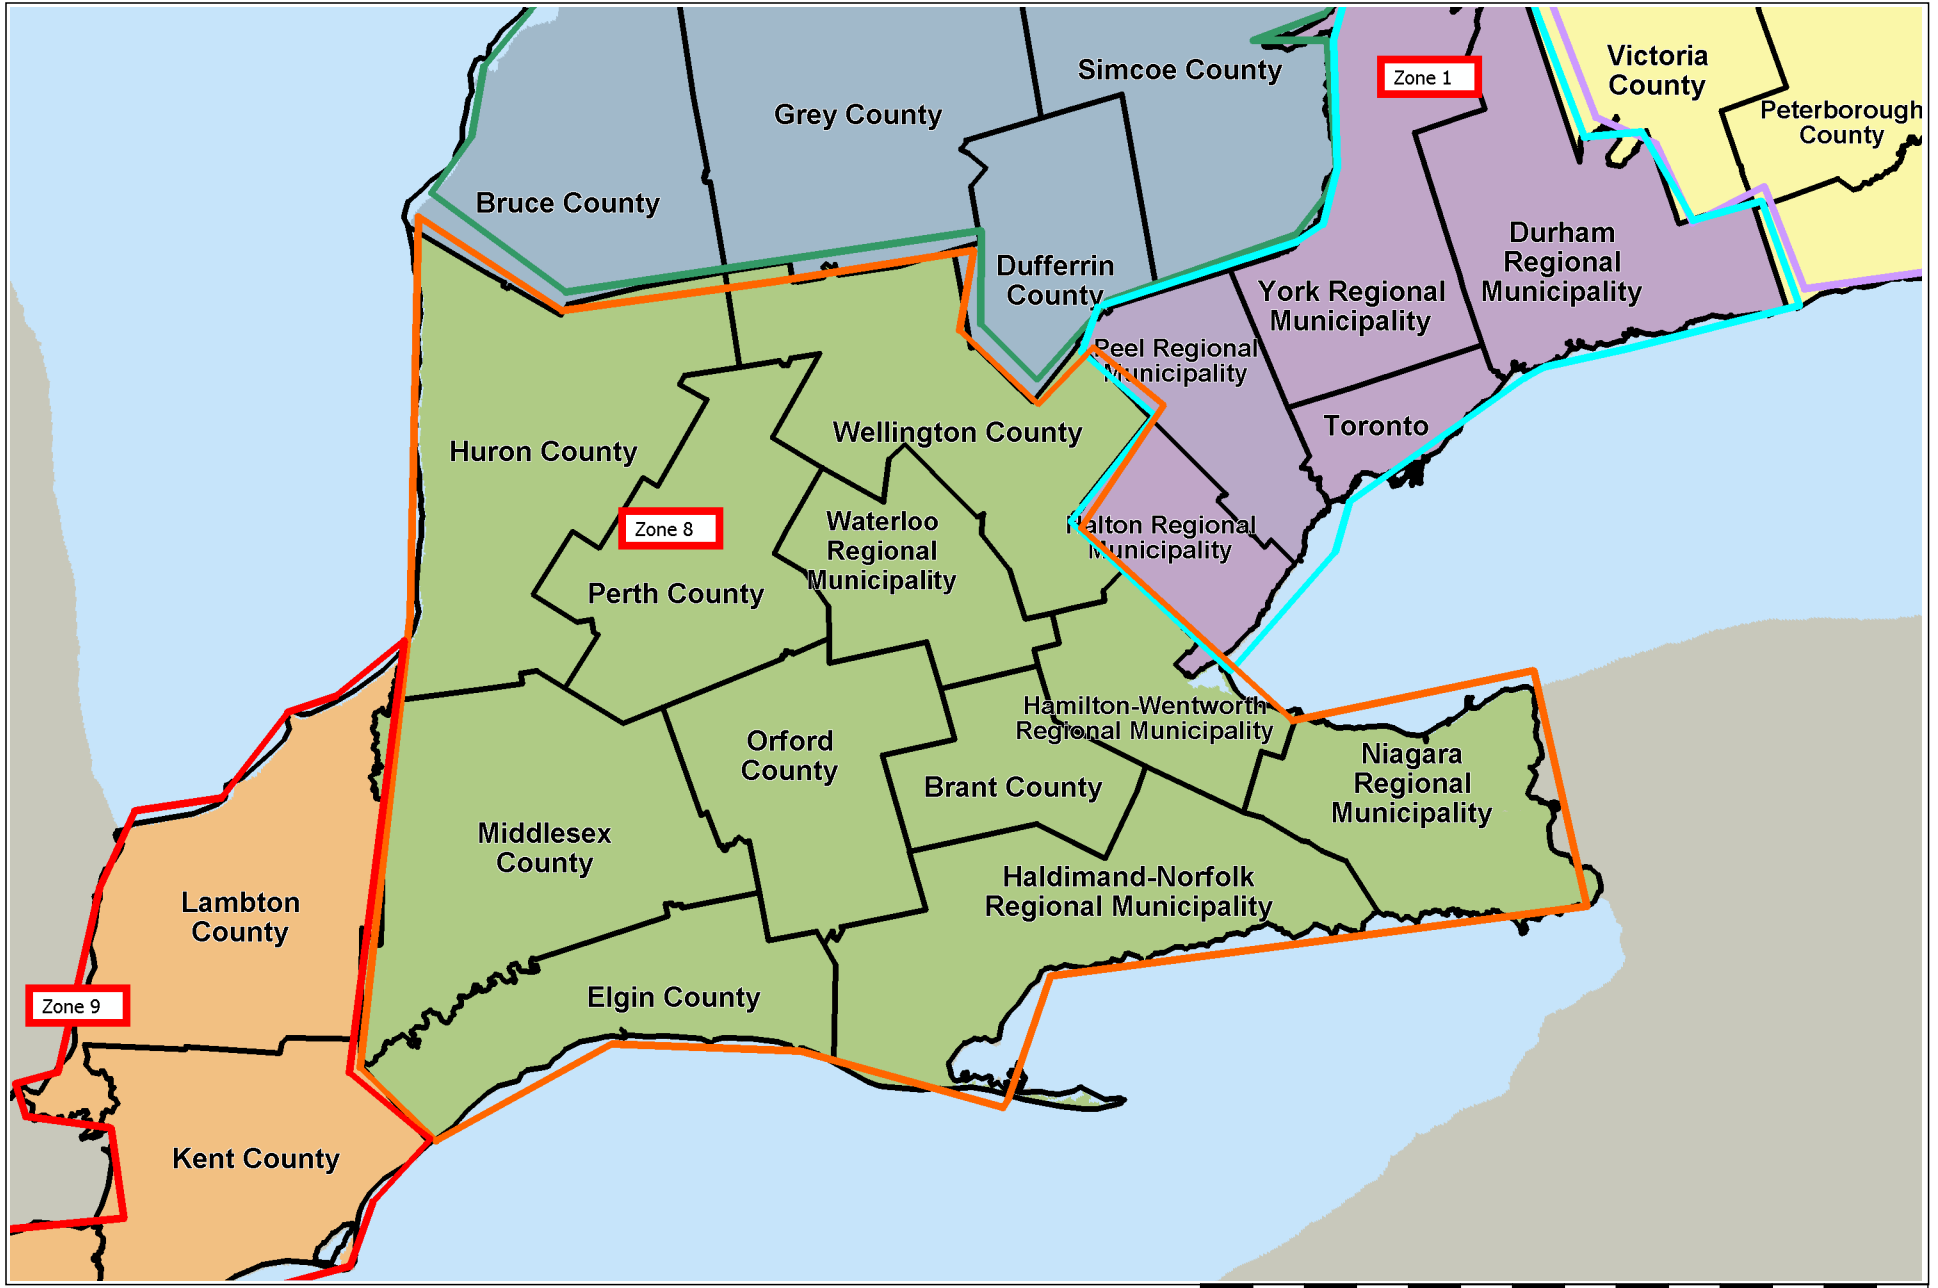 Simcoe County
Zone 1
Victoria
County
Grey County
Peterborough
County
Bruce County
Durham
Regional
Municipality
Dufferrin
County
York Regional
Municipality
Peel Regional
Municipality
Huron County
Wellington County
Toronto
Zone 8
Waterloo
Regional
Municipality
Halton Regional
Municipality
Perth County
Hamilton-Wentworth
Regional Municipality
Orford
County
Brant County
Niagara
Regional
Municipality
Middlesex
County
Haldimand-Norfolk
Regional Municipality
Lambton
County
Zone 9
Elgin County
Kent County